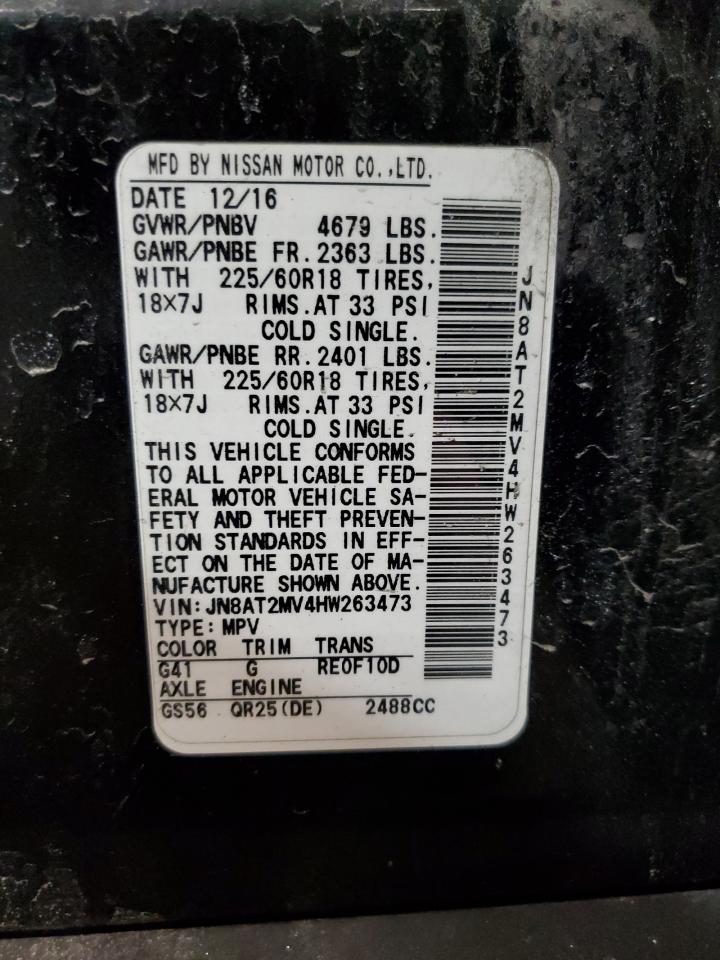 MFD BY NISSAN MOTOR CO.,LTD.
DATE 12/16
GVWR/PNBV 4679 LBS.
GAWR/PNBE FR.2363 LBS.
WITH 225/60R18 TIRES,
18×7J RIMS.AT 33 PSI
COLD SINGLE.
GAWR/PNBE RR.2401 LBS.
WITH 225/60R18 TIRES,
18×7J RIMS.AT 33 PSI
COLD SINGLE.
THIS VEHICLE CONFORMS
TO ALL APPLICABLE FED-
ERAL MOTOR VEHICLE SA-
FETY AND THEFT PREVEN-
TION STANDARDS IN EFF-
ECT ON THE DATE OF MA-
NUFACTURE SHOWN ABOVE.
VIN:JN8AT2MV4HW263473
TYPE:MPV
COLOR TRIM TRANS
G41 G RE0F10D
AXLE ENGINE
GS56 QR25(DE) 2488CC
JN8AT2MV4HW263473